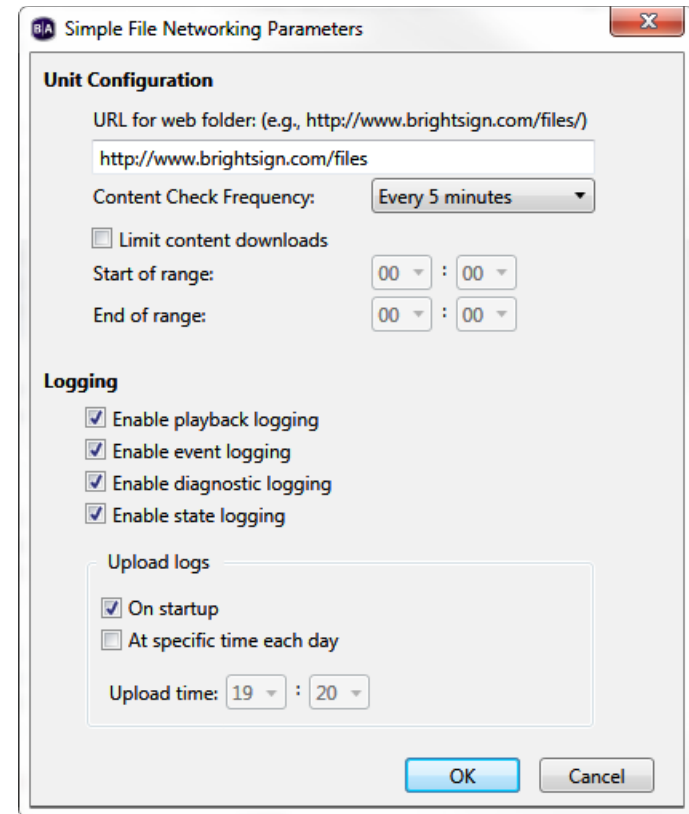 BA Simple File Networking Parameters
Unit Configuration
URL for web folder: (e.g., http://www.brightsign.com/files/)
http://www.brightsign.com/files
Content Check Frequency: Every 5 minutes
Limit content downloads
Start of range: 00 : 00
End of range: 00 : 00
Logging
Enable playback logging
Enable event logging
Enable diagnostic logging
Enable state logging
Upload logs
On startup
At specific time each day
Upload time: 19 : 20
OK Cancel